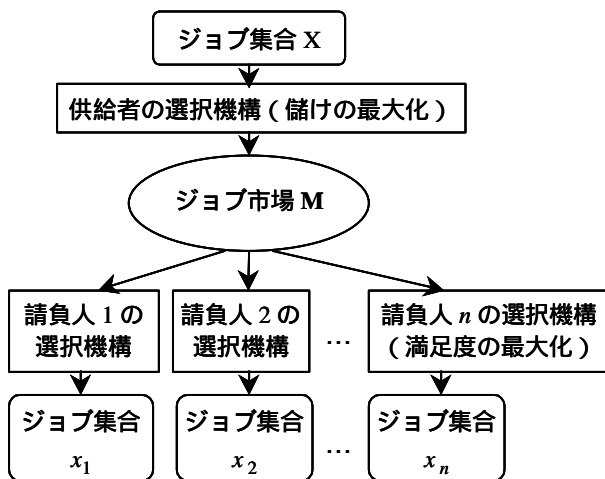 ジョブ集合 X
供給者の選択機構（儲けの最大化）
ジョブ市場 M
請負人 1 の
選択機構
請負人 2 の
選択機構
…
請負人 n の選択機構
（満足度の最大化）
ジョブ集合
x1
ジョブ集合
x2
…
ジョブ集合
xn